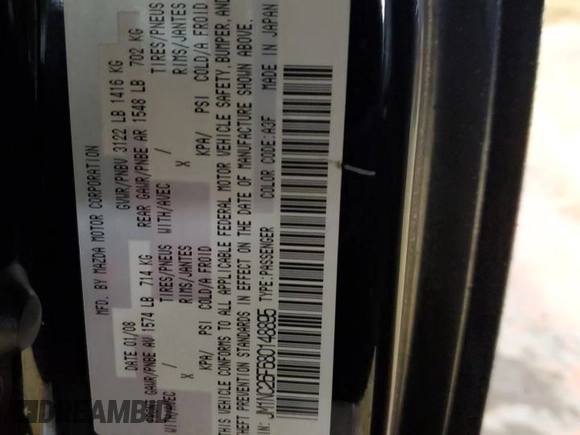 MFD. BY MAZDA MOTOR CORPORATION
DATE:01/08 GVWR/PNBV 3122 LB 1416 KG
GAWR/PNBE AV 1574 LB 714 KG REAR GAWR/PNBE AR 1548 LB 702 KG
WITH/AVEC TIRES/PNEUS WITH/AVEC TIRES/PNEUS
X RIMS/JANTES X RIMS/JANTES
KPA/ PSI COLD/A FROID KPA/ PSI COLD/A FROID
THIS VEHICLE CONFORMS TO ALL APPLICABLE FEDERAL MOTOR VEHICLE SAFETY, BUMPER, AND
THEFT PREVENTION STANDARDS IN EFFECT ON THE DATE OF MANUFACTURE SHOWN ABOVE.
JM1NC26F680148895 TYPE:PASSENGER COLOR CODE:A3F MADE IN JAPAN
DREAMBID